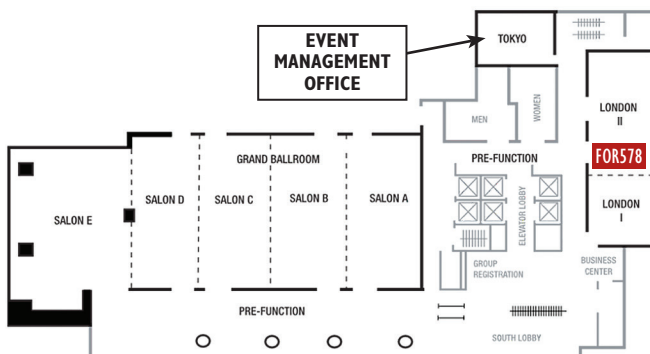 EVENT
MANAGEMENT
OFFICE
TOKYO
MEN
WOMEN
LONDON
II
FOR578
GRAND BALLROOM
PRE-FUNCTION
SALON E
SALON D
SALON C
SALON B
SALON A
ELEVATOR LOBBY
LONDON
I
GROUP
REGISTRATION
BUSINESS
CENTER
PRE-FUNCTION
SOUTH LOBBY